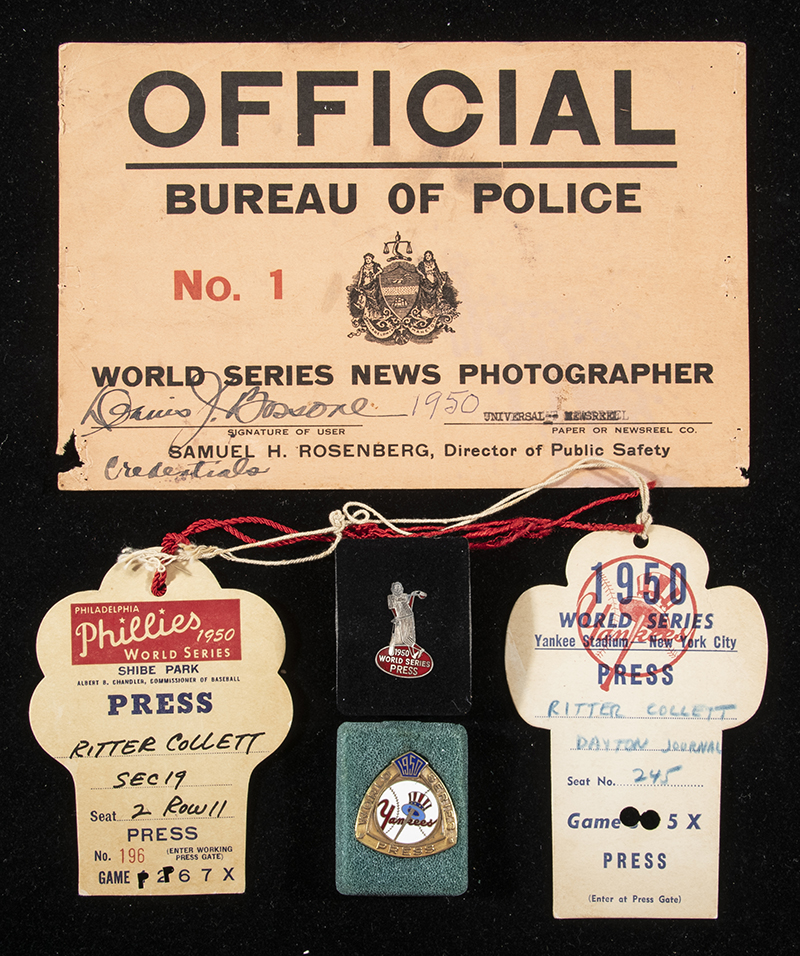 OFFICIAL
BUREAU OF POLICE
No. 1
WORLD SERIES NEWS PHOTOGRAPHER
Dennis J. Bossone 1950 UNIVERSAL NEWSREEL
SIGNATURE OF USER PAPER OR NEWSREEL CO.
SAMUEL H. ROSENBERG, Director of Public Safety
Credentials
PHILADELPHIA
Phillies 1950
WORLD SERIES
SHIBE PARK
ALBERT B. CHANDLER, COMMISSIONER OF BASEBALL
PRESS
RITTER COLLETT
SEC 19
Seat 2 ROW 11
PRESS
No. 196 (ENTER WORKING
PRESS GATE)
GAME 6 7 X
1950
WORLD SERIES
PRESS
1950
WORLD SERIES
Yankees
PRESS
1950
WORLD SERIES
Yankees
Yankee Stadium - New York City
PRESS
RITTER COLLETT
DAYTON JOURNAL
Seat No. 245
Game 5 X
PRESS
(Enter at Press Gate)